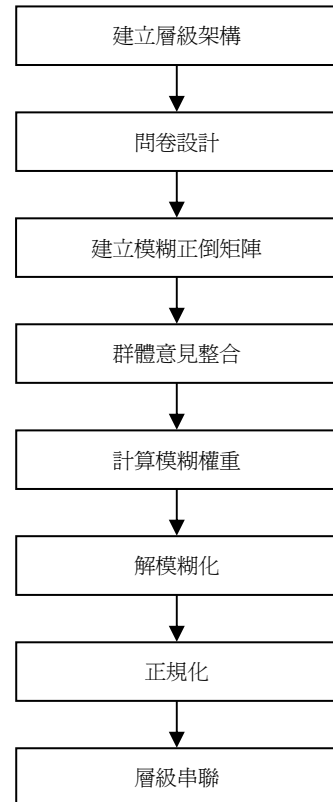 建立層級架構
問卷設計
建立模糊正倒矩陣
群體意見整合
計算模糊權重
解模糊化
正規化
層級串聯